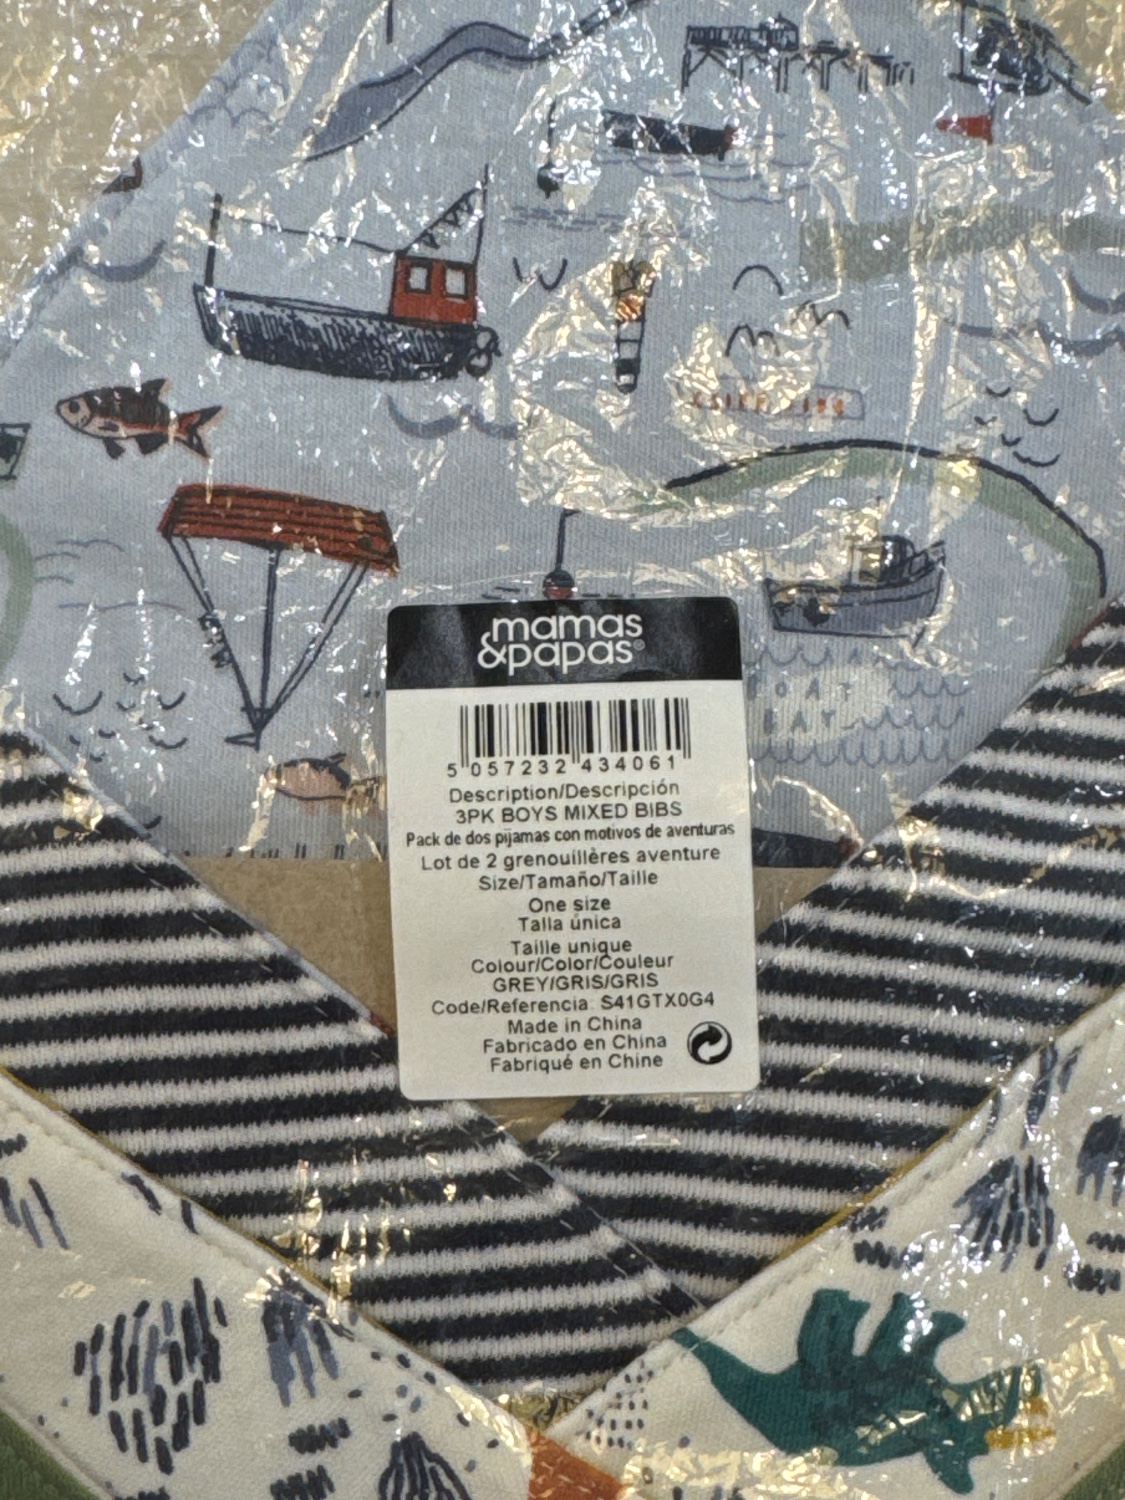 mamas
&papas®
5 057232 434061
Description/Descripción
3PK BOYS MIXED BIBS
Pack de dos pijamas con motivos de aventuras
Lot de 2 grenouillères aventure
Size/Tamaño/Taille
One size
Talla única
Taille unique
Colour/Color/Couleur
GREY/GRIS/GRIS
Code/Referencia: S41GTX0G4
Made in China
Fabricado en China
Fabriqué en Chine